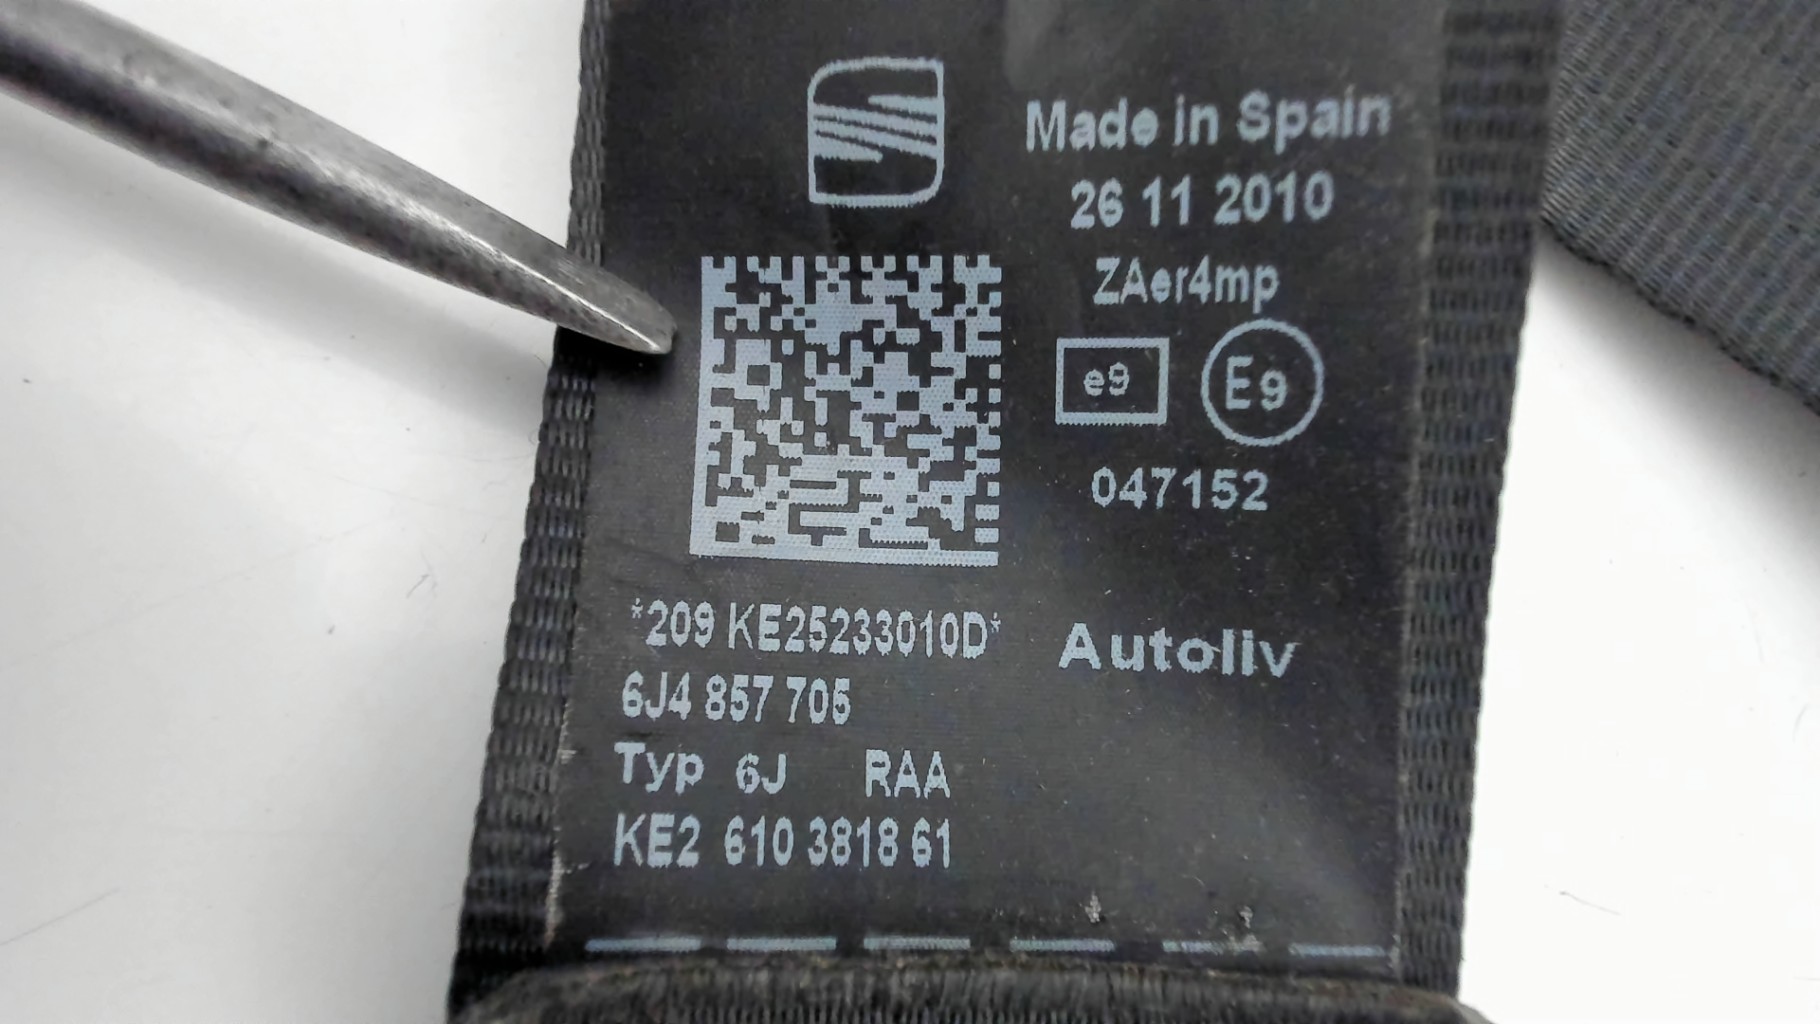 Made in Spain
26 11 2010
ZAer4mp
e9 E9
047152
*209 KE25233010D*
Autoliv
6J4 857 705
Typ 6J RAA
KE2 610 3818 61